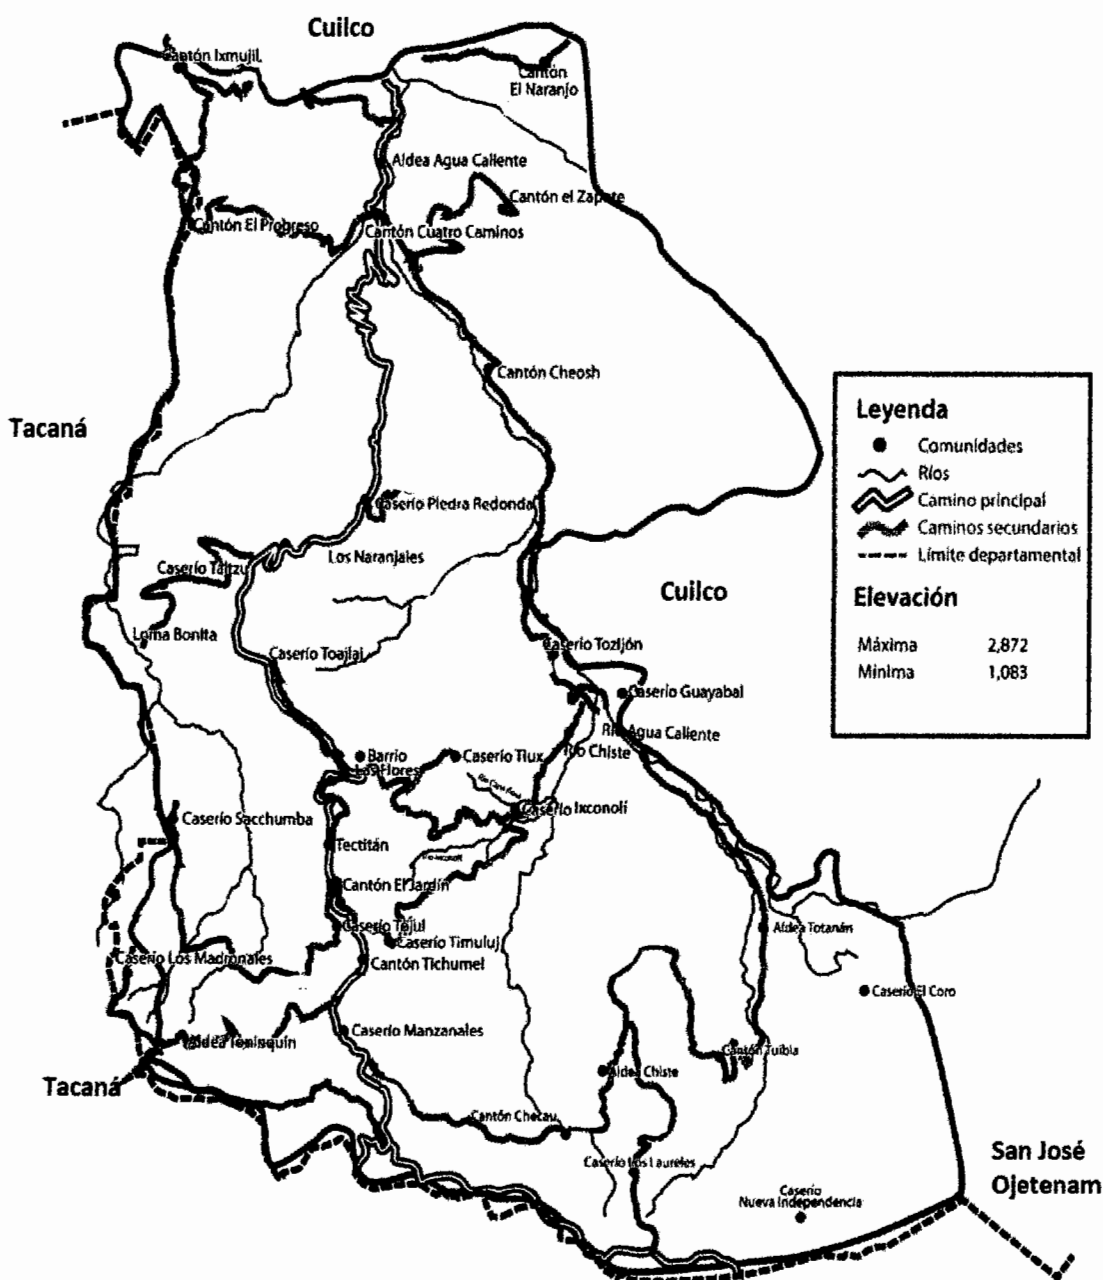 Cuilco
Cantón Ixmujil
Cantón
El Naranjo
Aldea Agua Caliente
Cantón el Zapote
Cantón El Progreso
Cantón Cuatro Caminos
Cantón Cheosh
Tacaná
Leyenda
Comunidades
Ríos
Camino principal
Caminos secundarios
Límite departamental
Elevación
Máxima 2,872
Mínima 1,083
Caserío Piedra Redonda
Los Naranjales
Caserío Taltzu
Cuilco
Loma Bonita
Caserío Toajlaj
Caserío Tozljón
Caserío Guayabal
Río Agua Caliente
Río Chiste
Barrio
Las Flores
Caserío Tlux
Caserío Ixconolí
Caserío Sacchumba
Tectitán
Cantón El Jardín
Caserío Tojul
Caserío Timuluj
Aldea Totanán
Caserío Los Madronales
Cantón Tichumel
Caserío El Coro
Caserío Manzanales
Aldea Toninquín
Cantón Tuibla
Aldea Chiste
Tacaná
Cantón Checau
San José
Ojetenam
Caserío Los Laureles
Caserío
Nueva Independencia